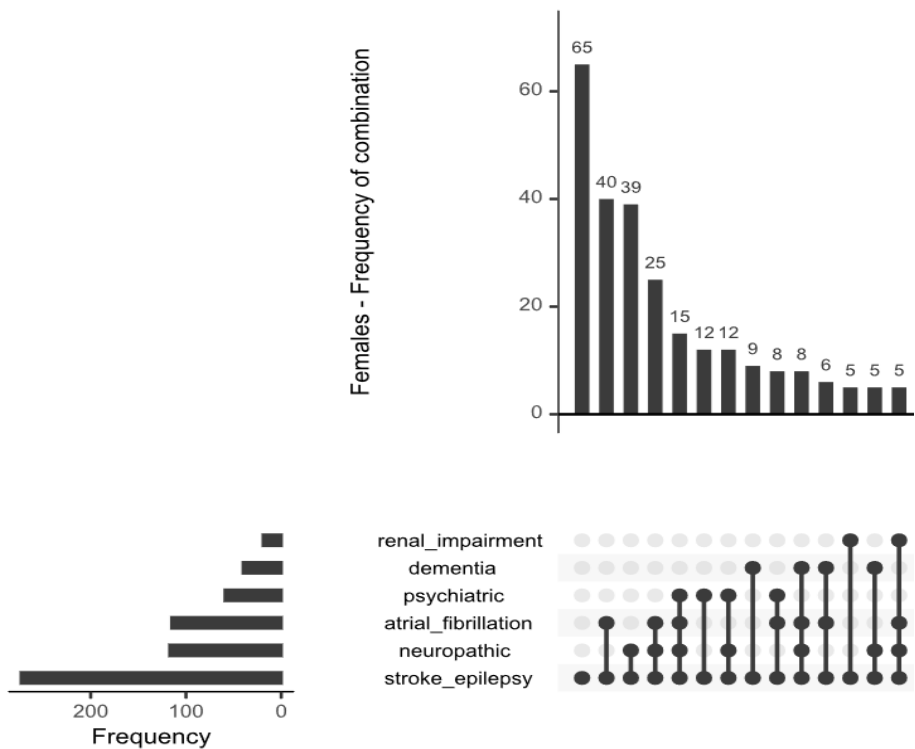 Females - Frequency of combination
65
40 39
25
15
12 12
9
8 8
6
5 5 5
60
40
20
0
renal_impairment
dementia
psychiatric
atrial_fibrillation
neuropathic
stroke_epilepsy
200 100 0
Frequency